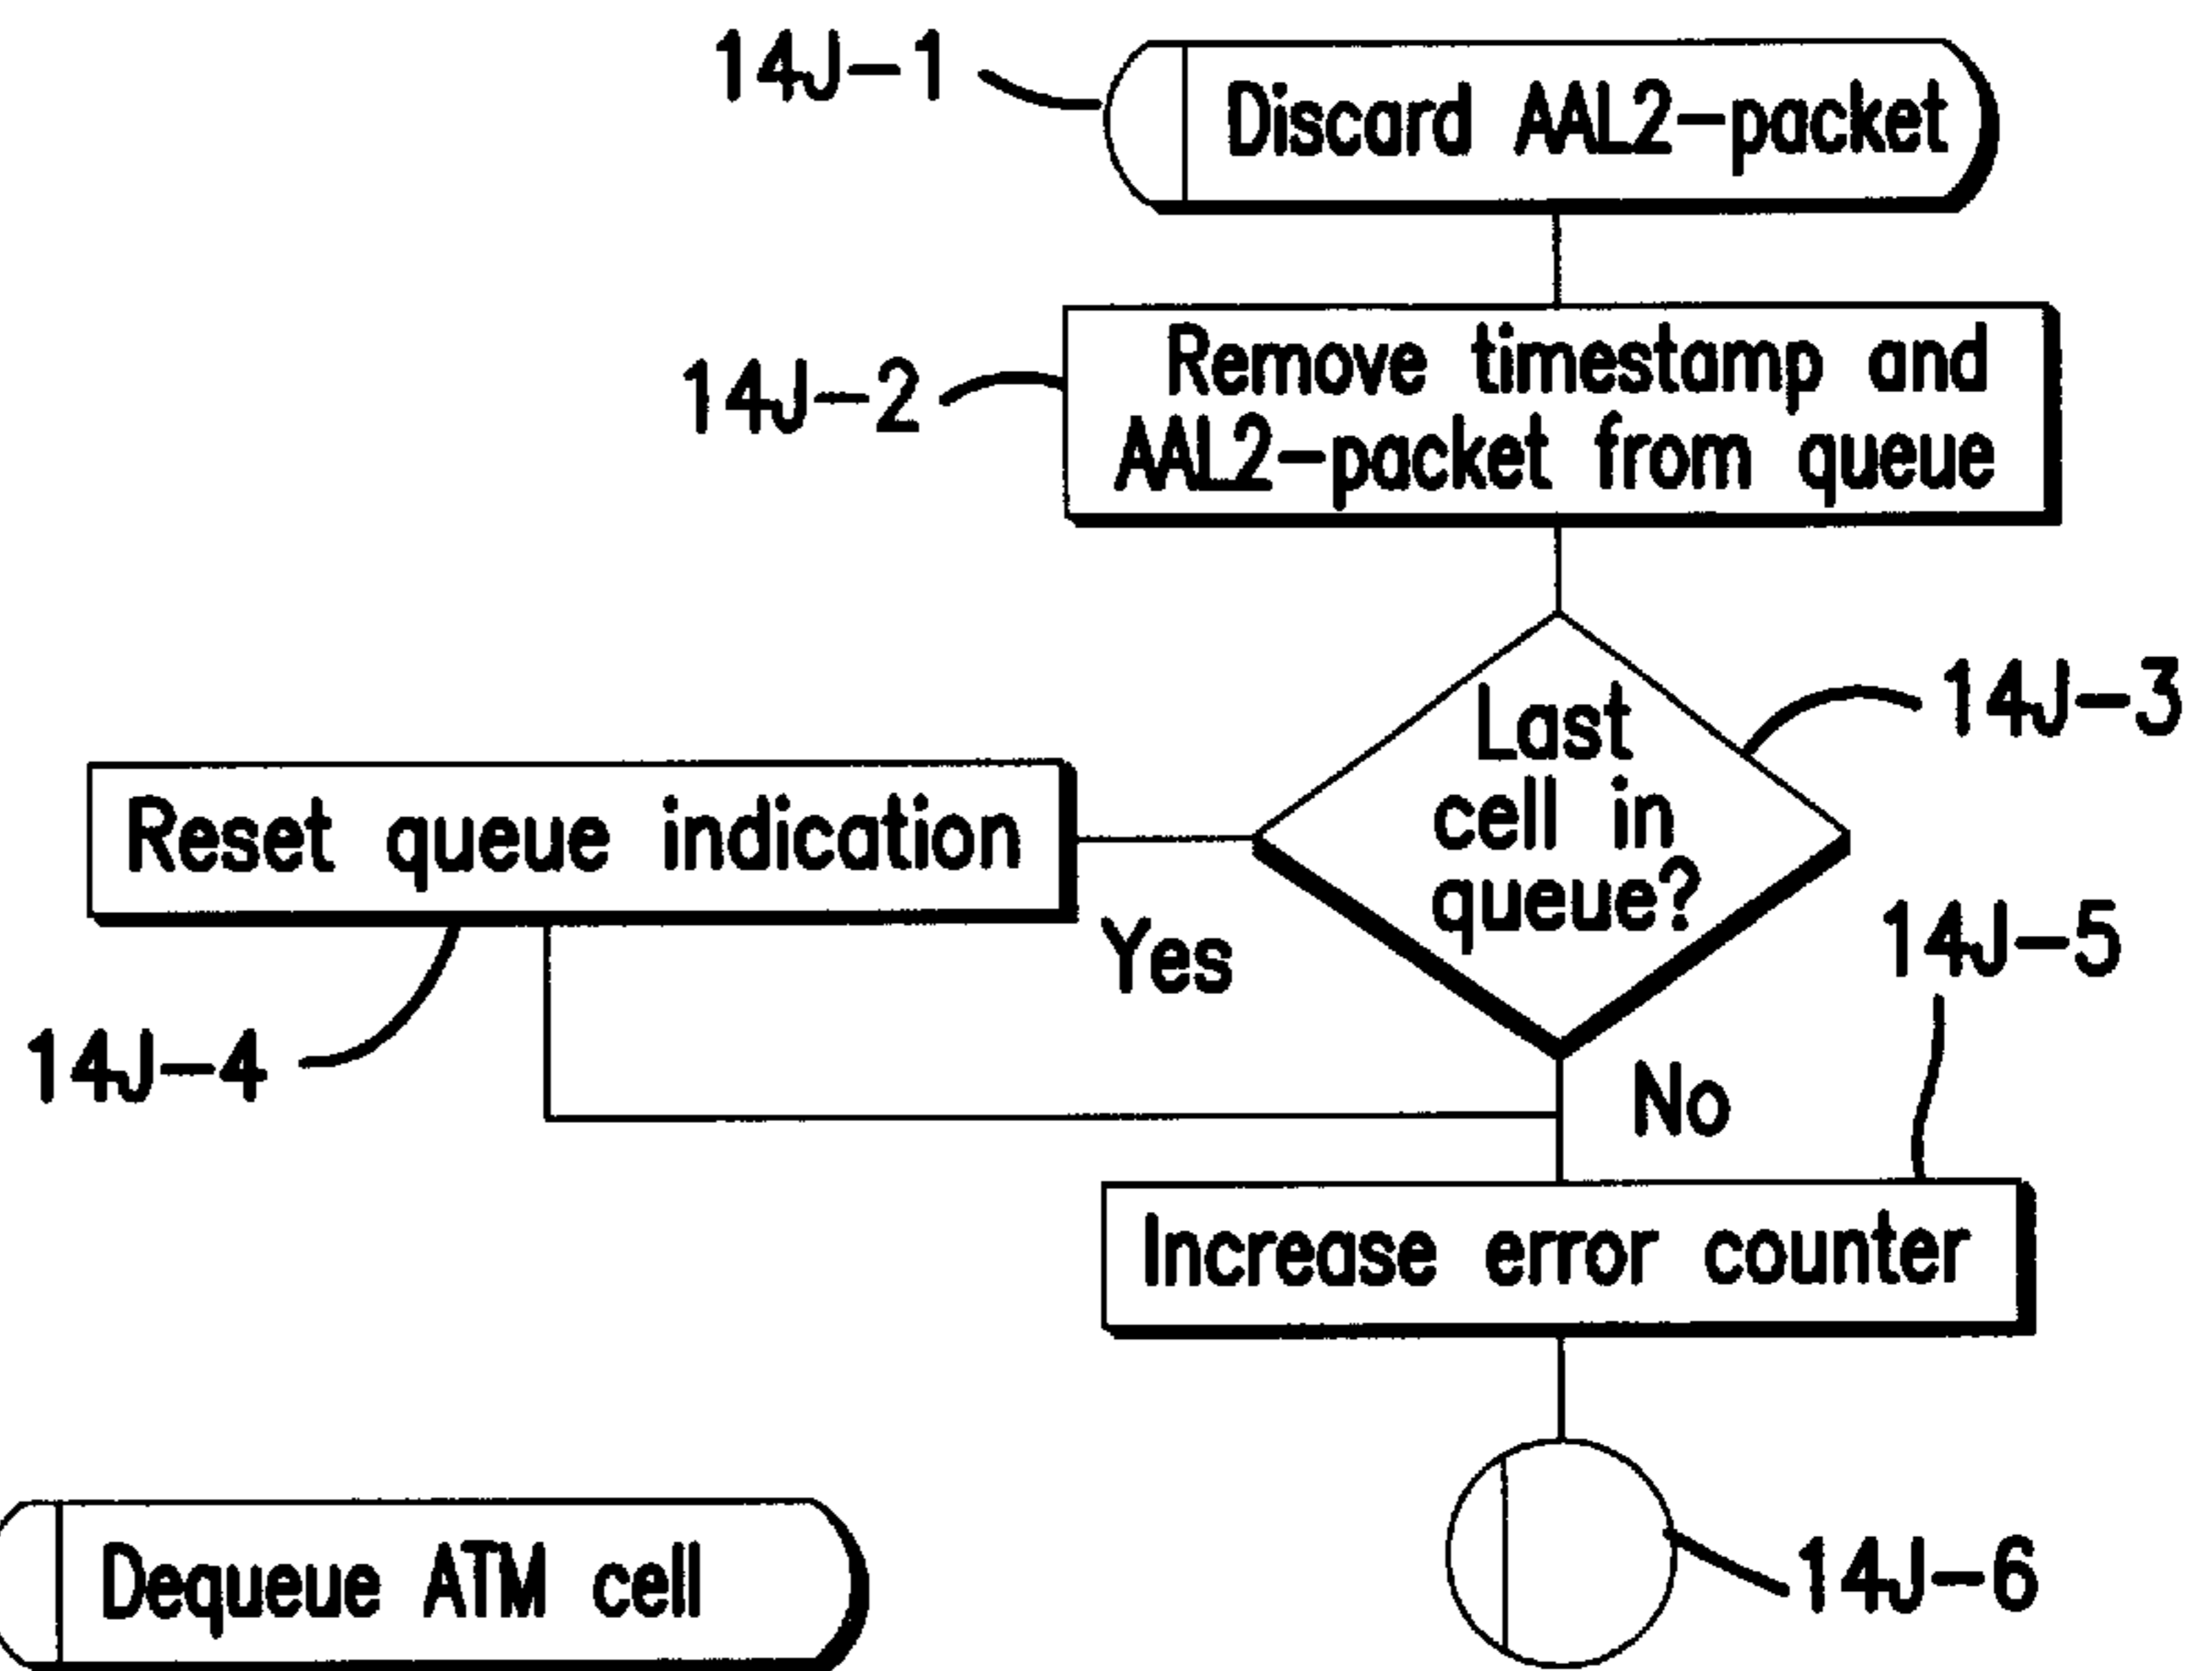 14J-1
Discard AAL2-packet
14J-2
Remove timestamp and
AAL2-packet from queue
14J-3
Last
cell in
queue?
Reset queue indication
Yes
14J-4
No
14J-5
Increase error counter
14J-6
Dequeue ATM cell